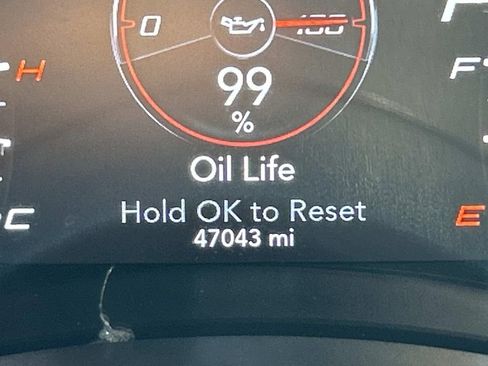 0 100
H F
99
%
Oil Life
Hold OK to Reset
C E
47043 mi